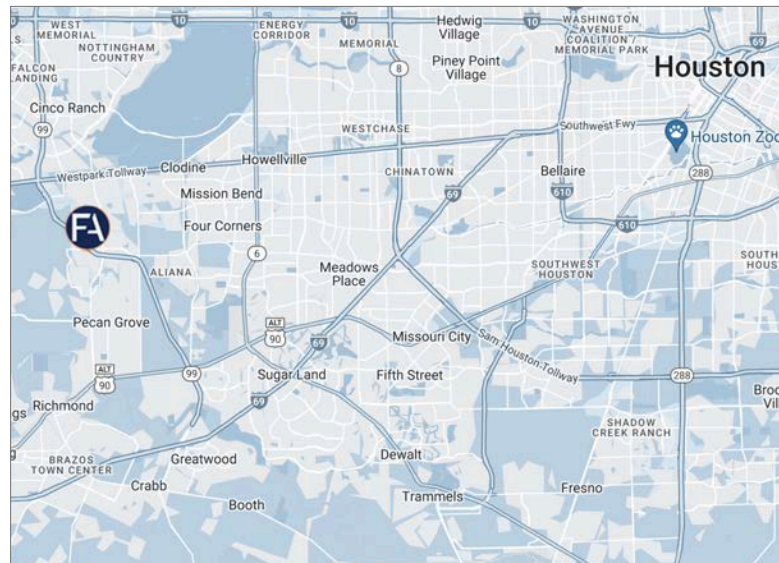 10
10
10
WEST
MEMORIAL
ENERGY
CORRIDOR
MEMORIAL
Hedwig
Village
WASHINGTON
AVENUE
COALITION /
MEMORIAL PARK
69
NOTTINGHAM
COUNTRY
FALCON
LANDING
8
Piney Point
Village
Houston
Cinco Ranch
99
WESTCHASE
Southwest Fwy
Houston Zoo
Westpark Tollway
Clodine
Howellville
CHINATOWN
Bellaire
288
Mission Bend
69
610
610
FA
Four Corners
6
ALIANA
Meadows
Place
SOUTHWEST
HOUSTON
Pecan Grove
ALT
90
69
Missouri City
Sam Houston Tollway
ALT
90
99
Sugar Land
Fifth Street
288
Richmond
69
SHADOW
CREEK RANCH
BRAZOS
TOWN CENTER
Greatwood
Dewalt
Crabb
Booth
Trammels
Fresno